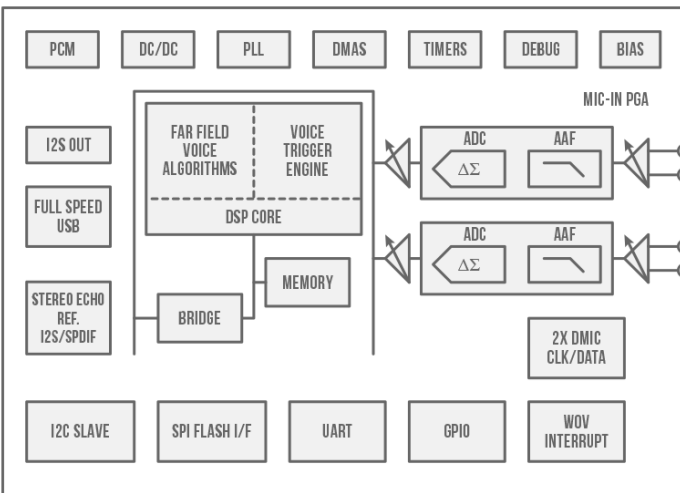 PCM
DC/DC
PLL
DMAS
TIMERS
DEBUG
BIAS
MIC-IN PGA
I2S OUT
FAR FIELD
VOICE
ALGORITHMS
VOICE
TRIGGER
ENGINE
DSP CORE
ADC
AAF
ΔΣ
FULL SPEED
USB
ADC
AAF
ΔΣ
MEMORY
STEREO ECHO
REF.
I2S/SPDIF
BRIDGE
2X DMIC
CLK/DATA
I2C SLAVE
SPI FLASH I/F
UART
GPIO
WOV
INTERRUPT